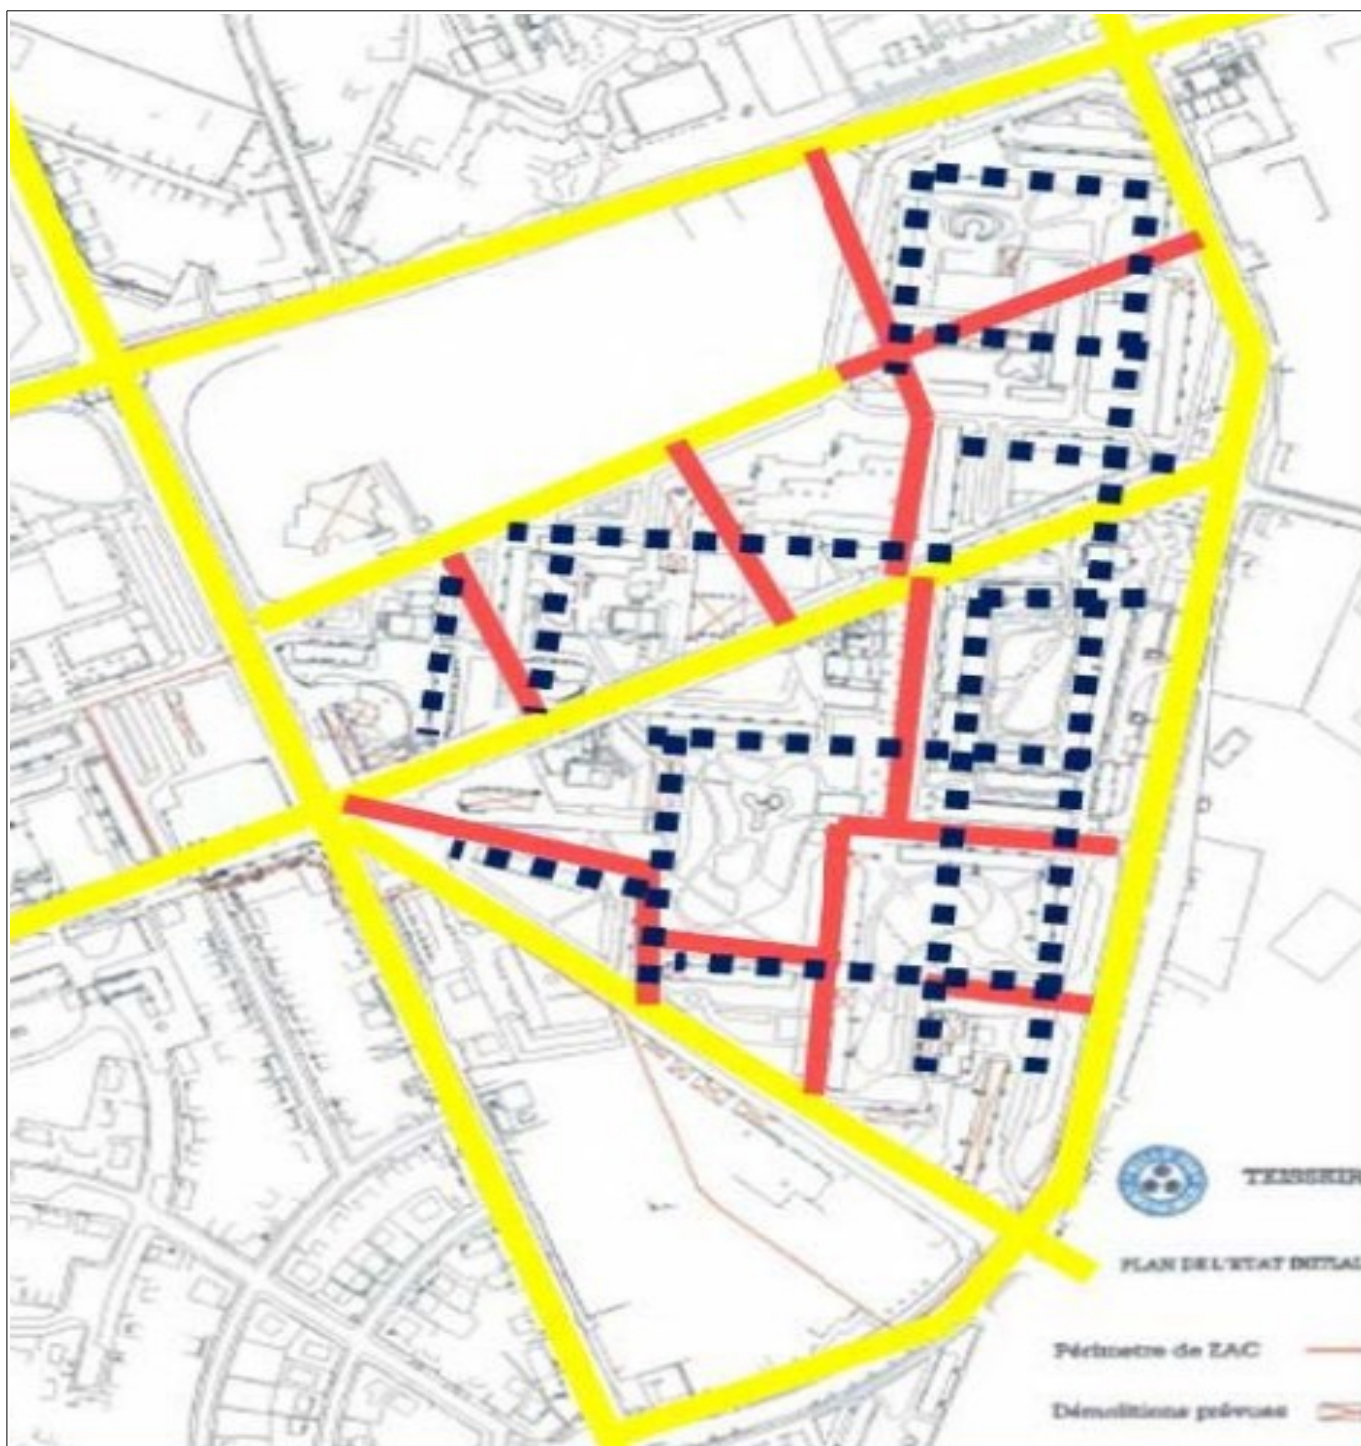 PLAN DE L'ETAT INITIAL
Périmetre de ZAC
Démolitions prévues